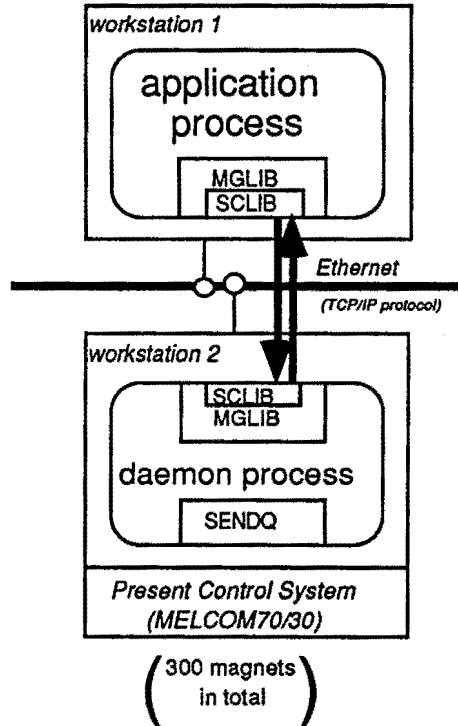 workstation 1
application
process
MGLIB
SCLIB
Ethernet
(TCP/IP protocol)
workstation 2
SCLIB
MGLIB
daemon process
SENDQ
Present Control System
(MELCOM70/30)
(300 magnets
in total)